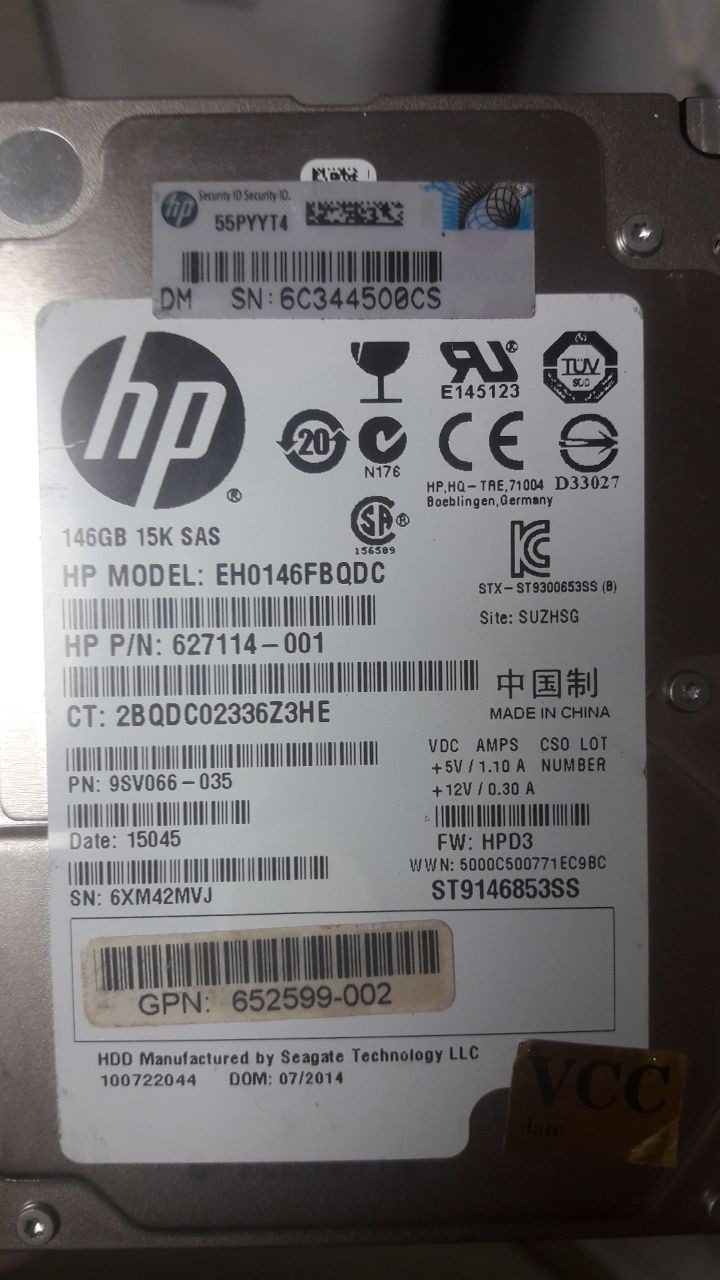 hp
Security ID Security ID.
55PYYT4
DM SN:6C344500CS
hp®
E145123
TÜV
SÜD
20
N176
CE
HP,HQ-TRE,71004
Boeblingen,Germany
D33027
SA®
156589
146GB 15K SAS
HP MODEL: EH0146FBQDC
STX-ST9300653SS (B)
Site: SUZHSG
HP P/N: 627114-001
中国制
MADE IN CHINA
CT: 2BQDC02336Z3HE
VDC AMPS CSO LOT
+5V / 1.10 A NUMBER
+12V / 0.30 A
PN: 9SV066-035
Date: 15045
FW: HPD3
WWN: 5000C500771EC9BC
SN: 6XM42MVJ
ST9146853SS
GPN: 652599-002
HDD Manufactured by Seagate Technology LLC
100722044 DOM: 07/2014
VCC
date